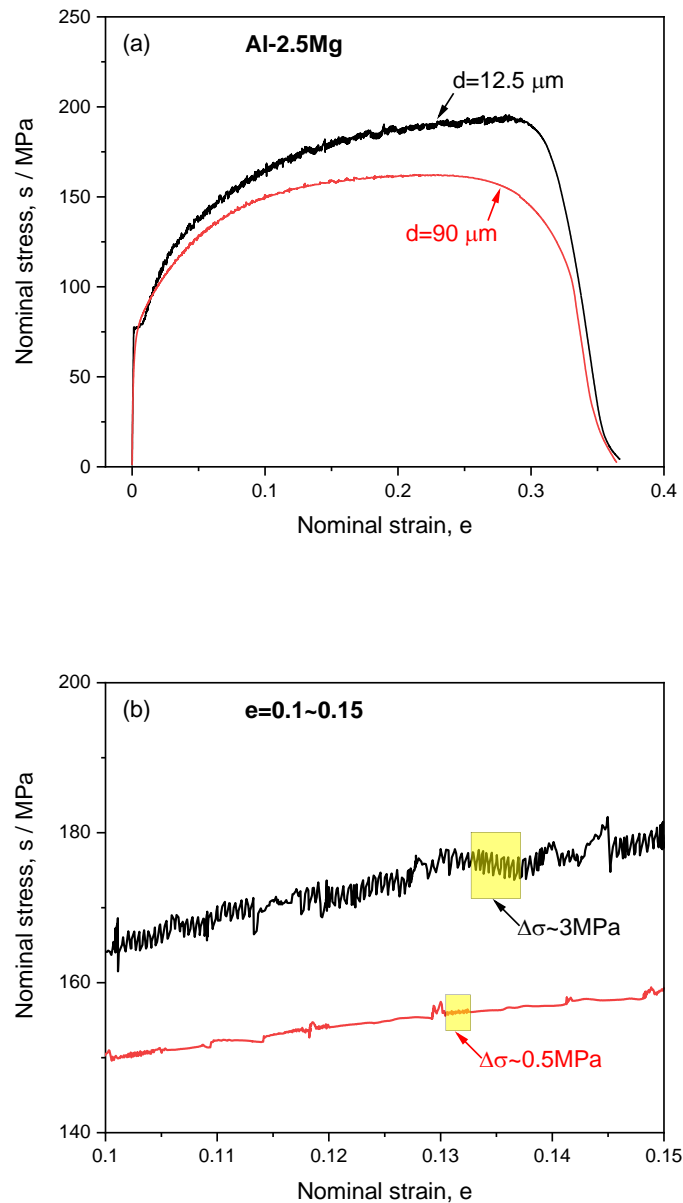 (a) Al-2.5Mg
250
200
150
100
50
0
Nominal stress, s / MPa
d=12.5 μm
d=90 μm
0 0.1 0.2 0.3 0.4
Nominal strain, e
(b) e=0.1~0.15
200
180
160
140
Nominal stress, s / MPa
Δσ~3MPa
Δσ~0.5MPa
0.1 0.11 0.12 0.13 0.14 0.15
Nominal strain, e